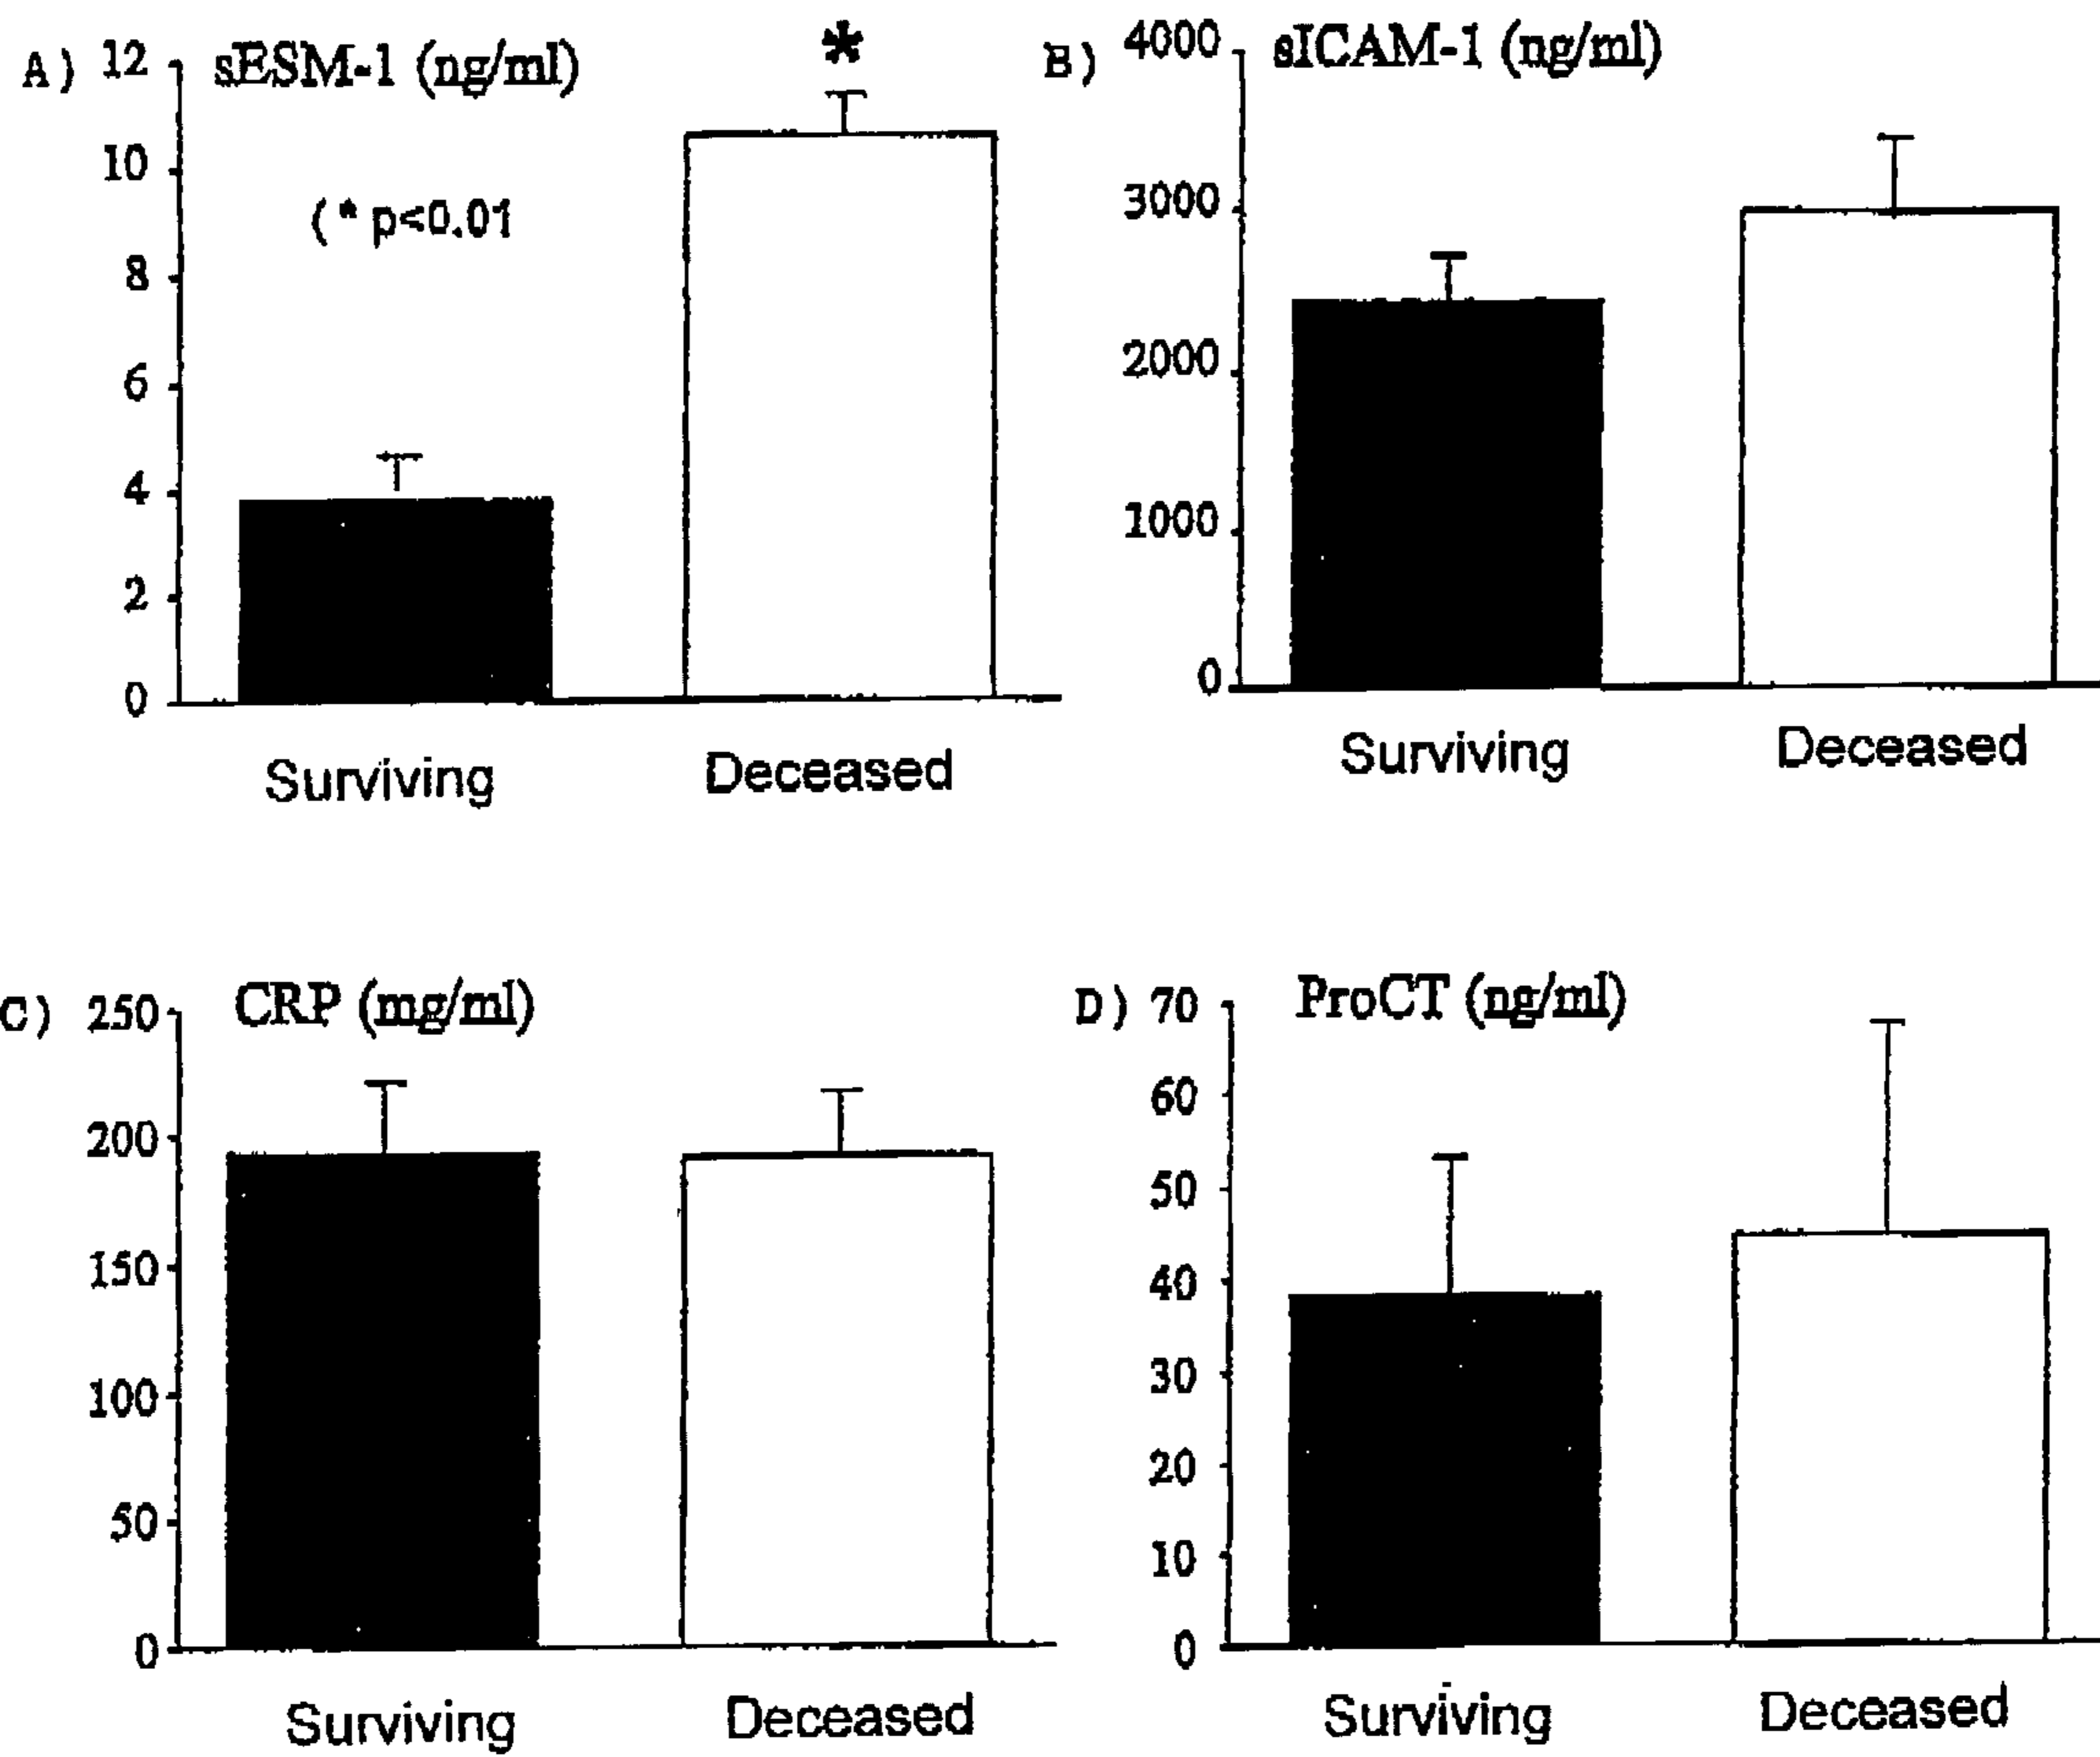 A) sESM-1 (ng/ml)
*
12
10
8
6
4
2
0
(* p<0.01
Surviving
Deceased
B) sICAM-1 (ng/ml)
4000
3000
2000
1000
0
Surviving
Deceased
C) CRP (mg/ml)
250
200
150
100
50
0
Surviving
Deceased
D) ProCT (ng/ml)
70
60
50
40
30
20
10
0
Surviving
Deceased